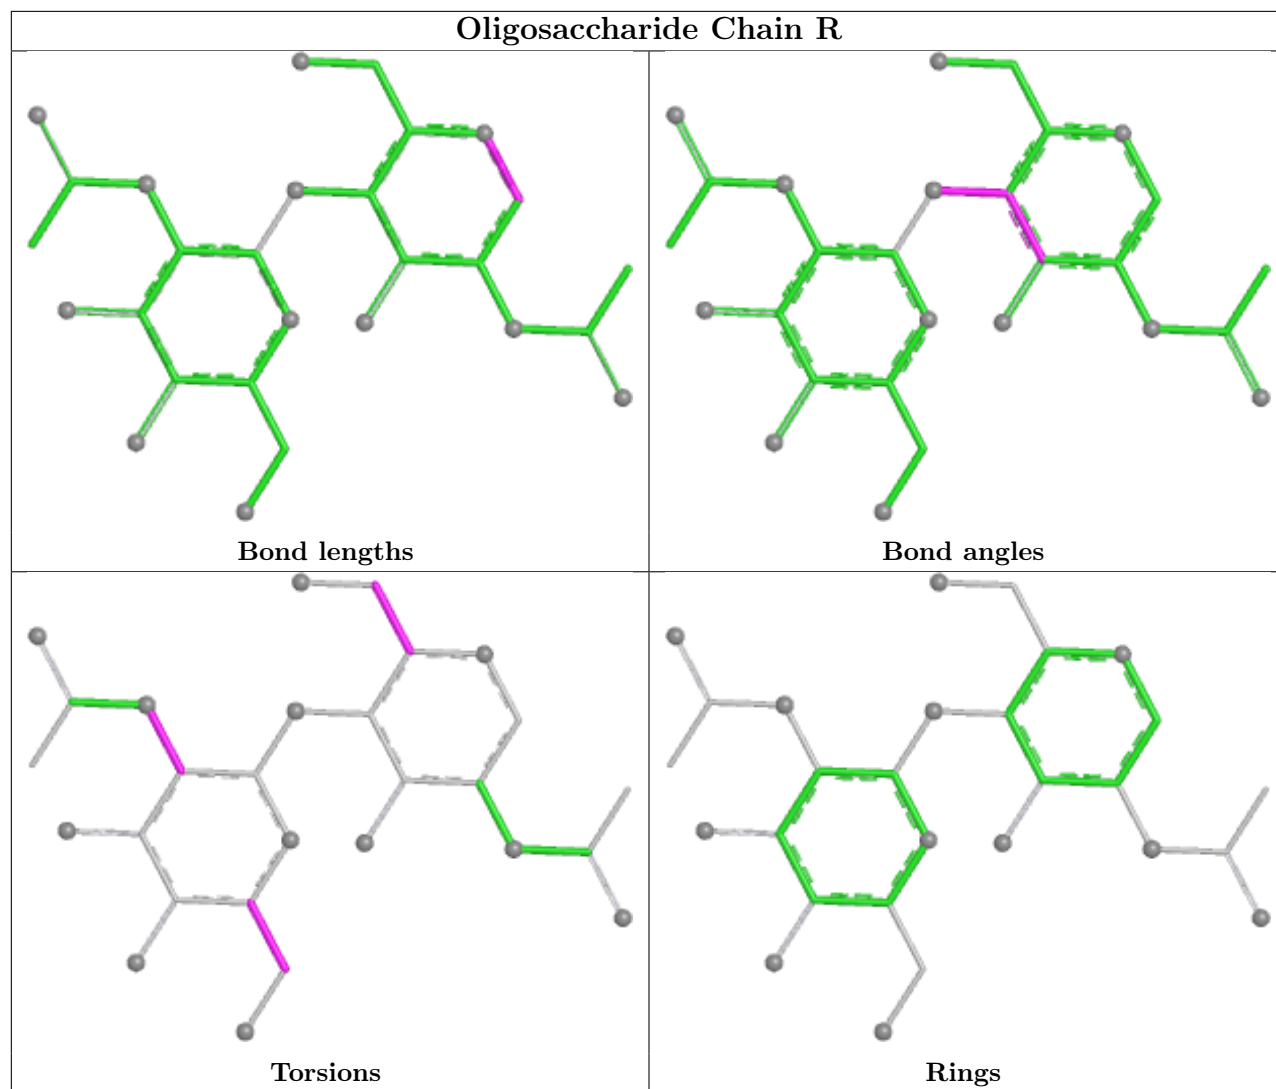 Oligosaccharide Chain R
Bond lengths
Bond angles
Torsions
Rings